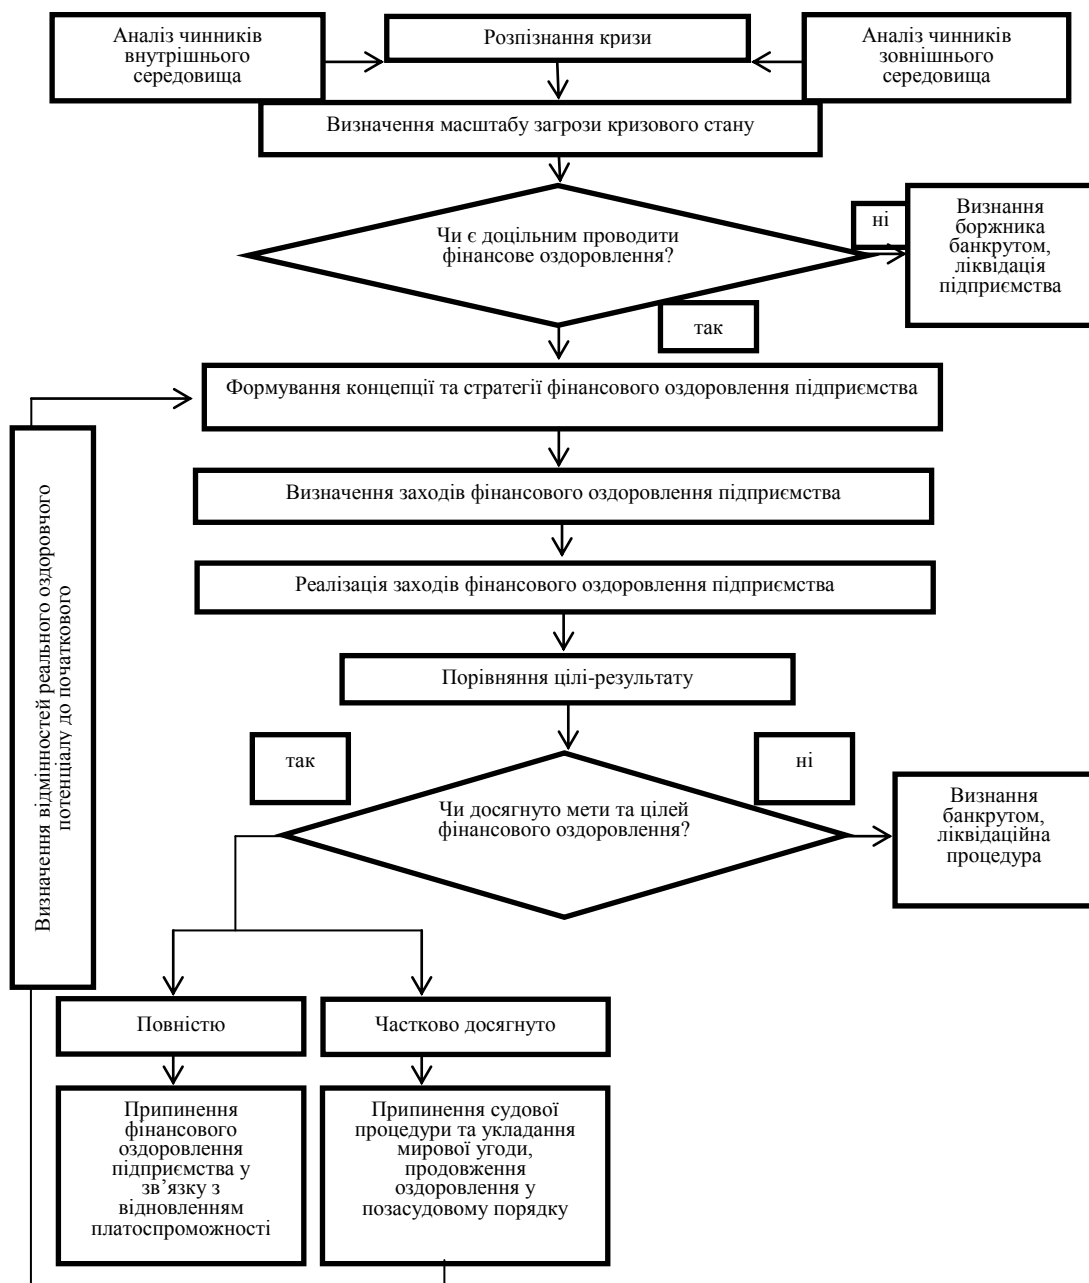 Аналіз чинників
внутрішнього
середовища
Розпізнання кризи
Аналіз чинників
зовнішнього
середовища
Визначення масштабу загрози кризового стану
Чи є доцільним проводити
фінансове оздоровлення?
ні
Визнання
боржника
банкрутом,
ліквідація
підприємства
так
Формування концепції та стратегії фінансового оздоровлення підприємства
Визначення відмінностей реального оздоровчого
потенціалу до початкового
Визначення заходів фінансового оздоровлення підприємства
Реалізація заходів фінансового оздоровлення підприємства
Порівняння цілі-результату
так
ні
Чи досягнуто мети та цілей
фінансового оздоровлення?
Визнання
банкрутом,
ліквідаційна
процедура
Повністю
Частково досягнуто
Припинення
фінансового
оздоровлення
підприємства у
зв’язку з
відновленням
платоспроможності
Припинення судової
процедури та укладання
мирової угоди,
продовження
оздоровлення у
позасудовому порядку